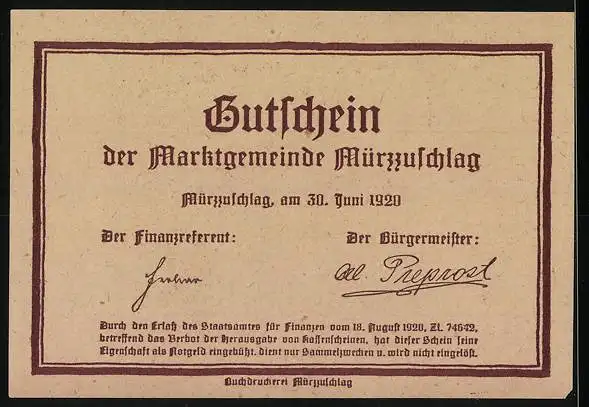 Gutschein
der Marktgemeinde Mürzzuschlag
Mürzzuschlag, am 30. Juni 1920
Der Finanzreferent: Der Bürgermeister:
Al. Preprost
Durch den Erlaß des Staatsamtes für Finanzen vom 18. August 1920, Zl. 74642,
betreffend das Verbot der Herausgabe von Kassenscheinen, hat dieser Schein seine
Eigenschaft als Notgeld eingebüßt, dient nur Sammelzwecken u. wird nicht eingelöst.
Buchdruckerei Mürzzuschlag